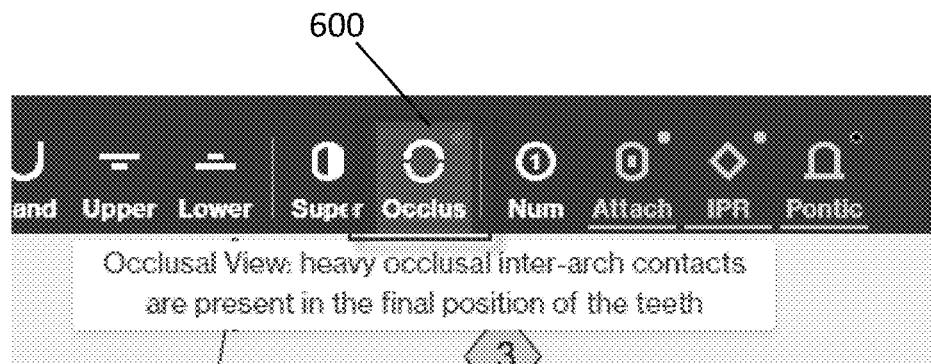 600
and Upper Lower Super Occlus 1 Num Attach IPR Pontic
Occlusal View: heavy occlusal inter-arch contacts
are present in the final position of the teeth
3